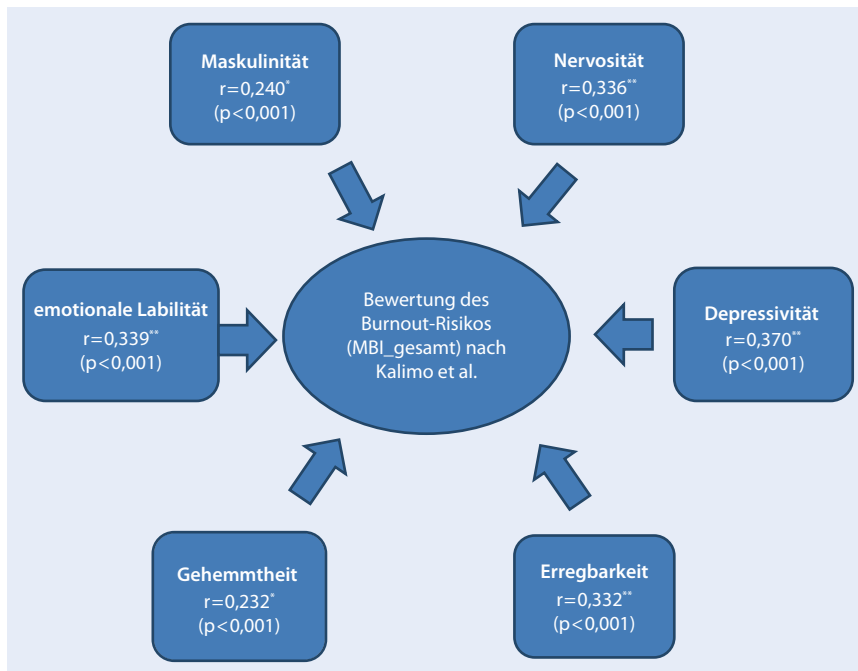 Maskulinität
r=0,240*
(p<0,001)
Nervosität
r=0,336**
(p<0,001)
emotionale Labilität
r=0,339**
(p<0,001)
Bewertung des
Burnout-Risikos
(MBI_gesamt) nach
Kalimo et al.
Depressivität
r=0,370**
(p<0,001)
Gehemmtheit
r=0,232*
(p<0,001)
Erregbarkeit
r=0,332**
(p<0,001)